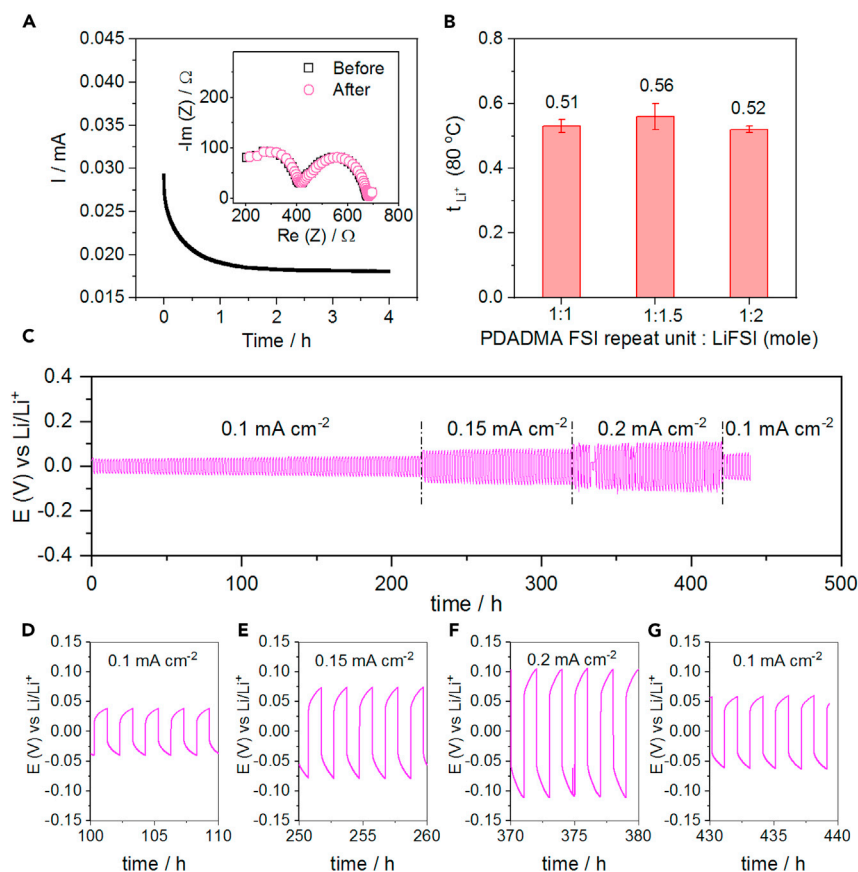 A
0.045
0.040
0.035
0.030
0.025
0.020
0.015
I / mA
0 1 2 3 4
Time / h
-Im (Z) / Ω
200
100
0
Before
After
200 400 600 800
Re (Z) / Ω
B
0.8
0.6
0.4
0.2
0.0
t Li⁺ (80 °C)
0.51
0.56
0.52
1:1 1:1.5 1:2
PDADMA FSI repeat unit : LiFSI (mole)
C
0.4
0.2
0.0
-0.2
-0.4
E (V) vs Li/Li⁺
0.1 mA cm⁻² 0.15 mA cm⁻² 0.2 mA cm⁻² 0.1 mA cm⁻²
0 100 200 300 400 500
time / h
D
0.15
0.10
0.05
0.00
-0.05
-0.10
-0.15
E (V) vs Li/Li⁺
0.1 mA cm⁻²
100 105 110
time / h
E
0.15
0.10
0.05
0.00
-0.05
-0.10
-0.15
E (V) vs Li/Li⁺
0.15 mA cm⁻²
250 255 260
time / h
F
0.15
0.10
0.05
0.00
-0.05
-0.10
-0.15
E (V) vs Li/Li⁺
0.2 mA cm⁻²
370 375 380
time / h
G
0.15
0.10
0.05
0.00
-0.05
-0.10
-0.15
E (V) vs Li/Li⁺
0.1 mA cm⁻²
430 435 440
time / h